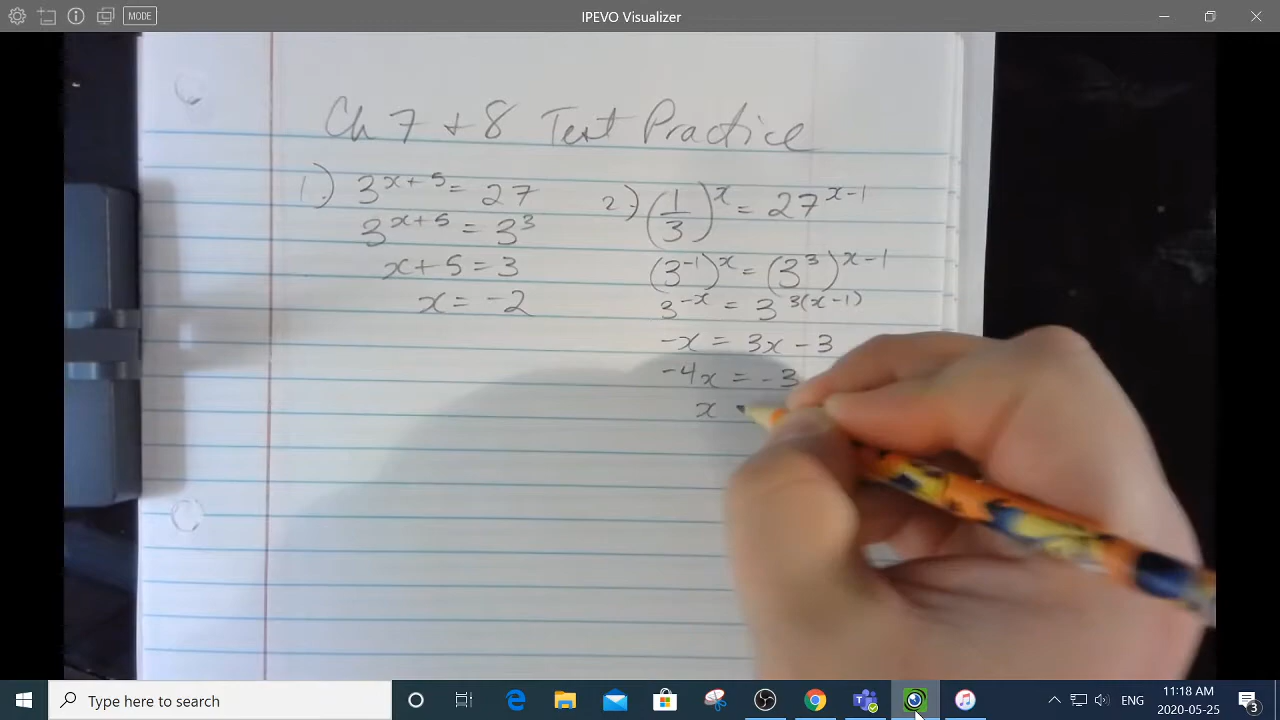 MODE
IPEVO Visualizer
Ch 7 + 8 Test Practice
1.) 3^{x+5} = 27
3^{x+5} = 3^3
x+5 = 3
x = -2
2.) (1/3)^x = 27^{x-1}
(3^{-1})^x = (3^3)^{x-1}
3^{-x} = 3^{3(x-1)}
-x = 3x - 3
-4x = -3
x
Type here to search
ENG
11:18 AM
2020-05-25
3